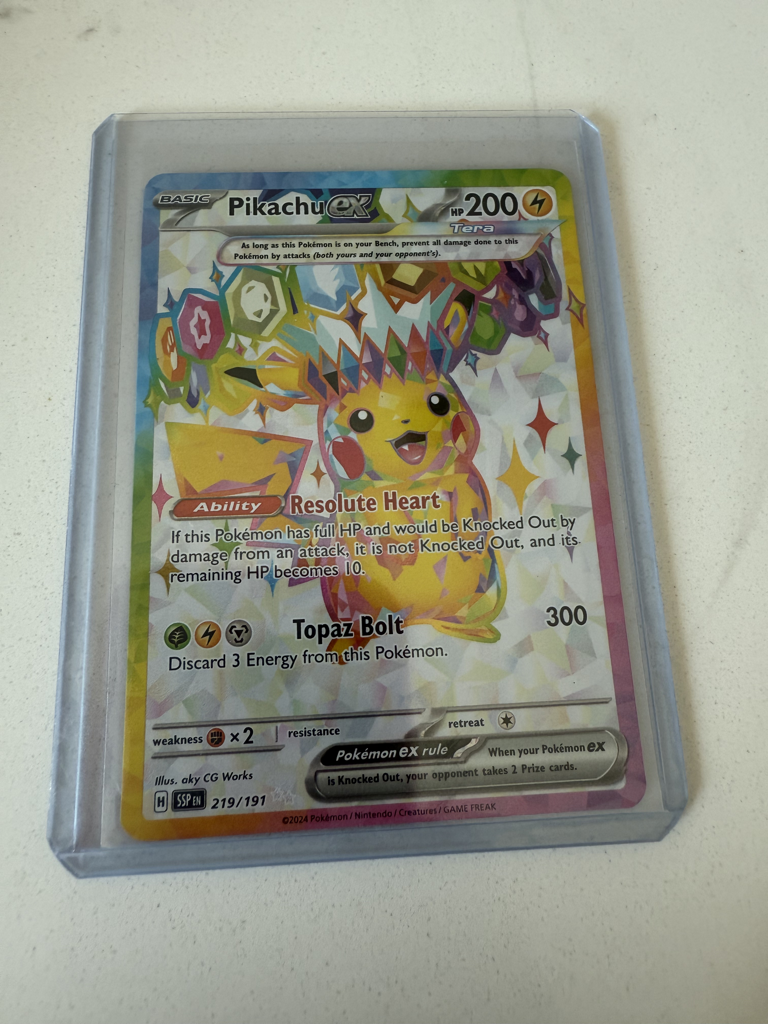 BASIC Pikachu ex HP 200
Tera
As long as this Pokémon is on your Bench, prevent all damage done to this
Pokémon by attacks (both yours and your opponent's).
Ability Resolute Heart
If this Pokémon has full HP and would be Knocked Out by
damage from an attack, it is not Knocked Out, and its
remaining HP becomes 10.
Topaz Bolt 300
Discard 3 Energy from this Pokémon.
weakness ×2 resistance retreat
Pokémon ex rule When your Pokémon ex
is Knocked Out, your opponent takes 2 Prize cards.
Illus. aky CG Works
H SSP EN 219/191
©2024 Pokémon / Nintendo / Creatures / GAME FREAK